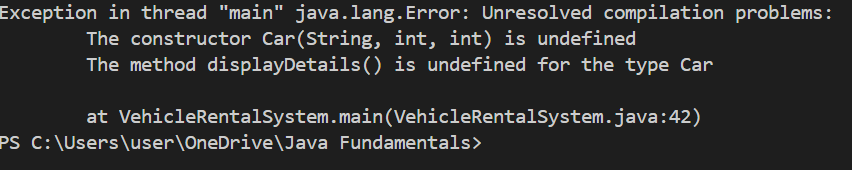 Exception in thread "main" java.lang.Error: Unresolved compilation problems:
        The constructor Car(String, int, int) is undefined
        The method displayDetails() is undefined for the type Car

        at VehicleRentalSystem.main(VehicleRentalSystem.java:42)
PS C:\Users\user\OneDrive\Java Fundamentals>